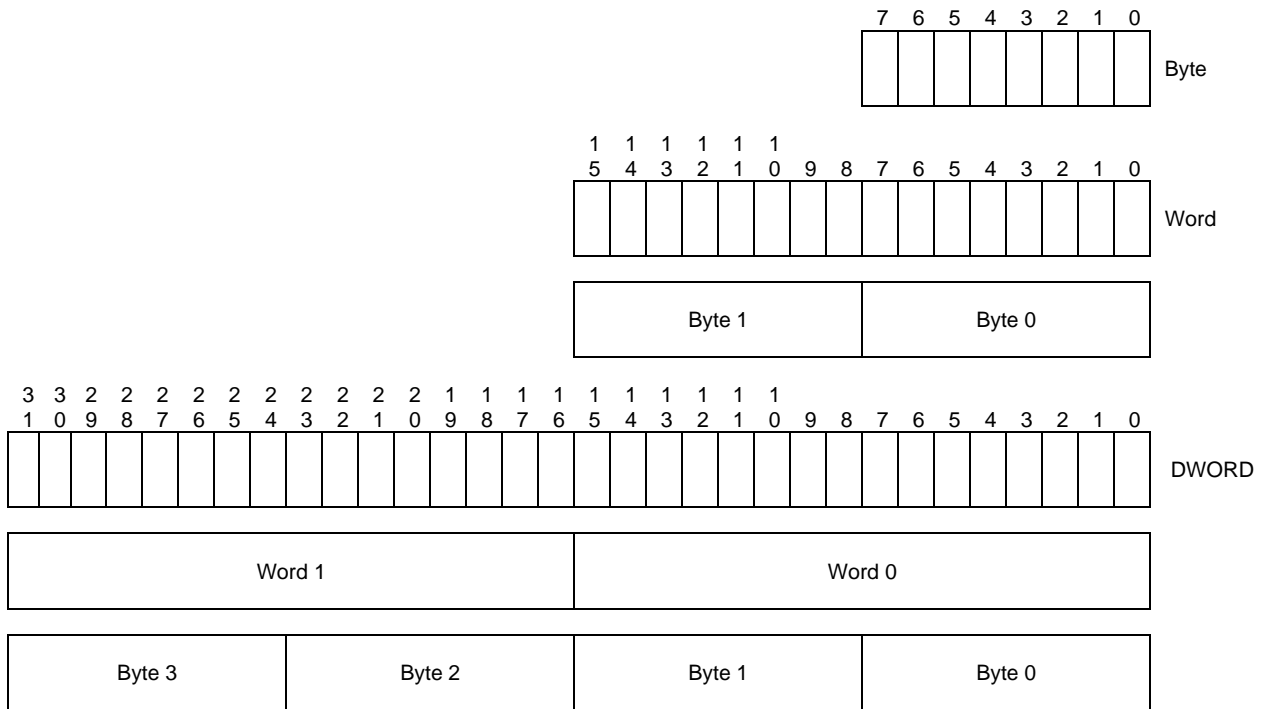 7 6 5 4 3 2 1 0
Byte
1 1 1 1 1 1
5 4 3 2 1 0 9 8 7 6 5 4 3 2 1 0
Word
Byte 1 Byte 0
3 3 2 2 2 2 2 2 2 2 2 2 1 1 1 1 1 1 1 1 1 1
1 0 9 8 7 6 5 4 3 2 1 0 9 8 7 6 5 4 3 2 1 0 9 8 7 6 5 4 3 2 1 0
DWORD
Word 1 Word 0
Byte 3 Byte 2 Byte 1 Byte 0